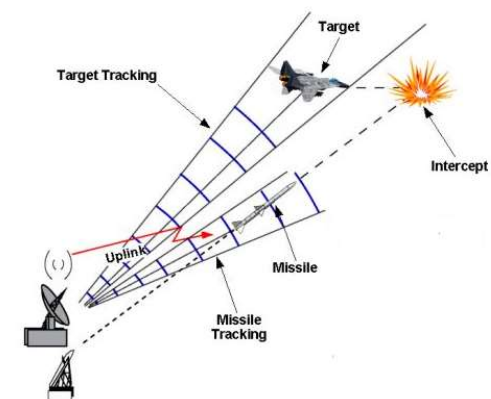 Target
Target Tracking
Intercept
Uplink
Missile
Missile
Tracking